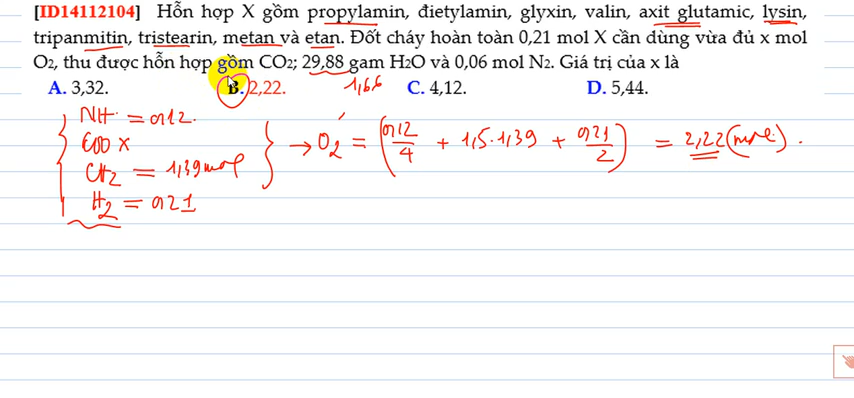 [ID14112104] Hỗn hợp X gồm propylamin, đietylamin, glyxin, valin, axit glutamic, lysin,
tripanmitin, tristearin, metan và etan. Đốt cháy hoàn toàn 0,21 mol X cần dùng vừa đủ x mol
O₂, thu được hỗn hợp gồm CO₂; 29,88 gam H₂O và 0,06 mol N₂. Giá trị của x là
1,66
A. 3,32. B. 2,22. C. 4,12. D. 5,44.
NH = 0,12.
COO x
CH₂ = 1,39 mol
H₂ = 0,21
→ O₂ = (0,12/4 + 1,5.1,39 + 0,21/2) = 2,22 (mol).